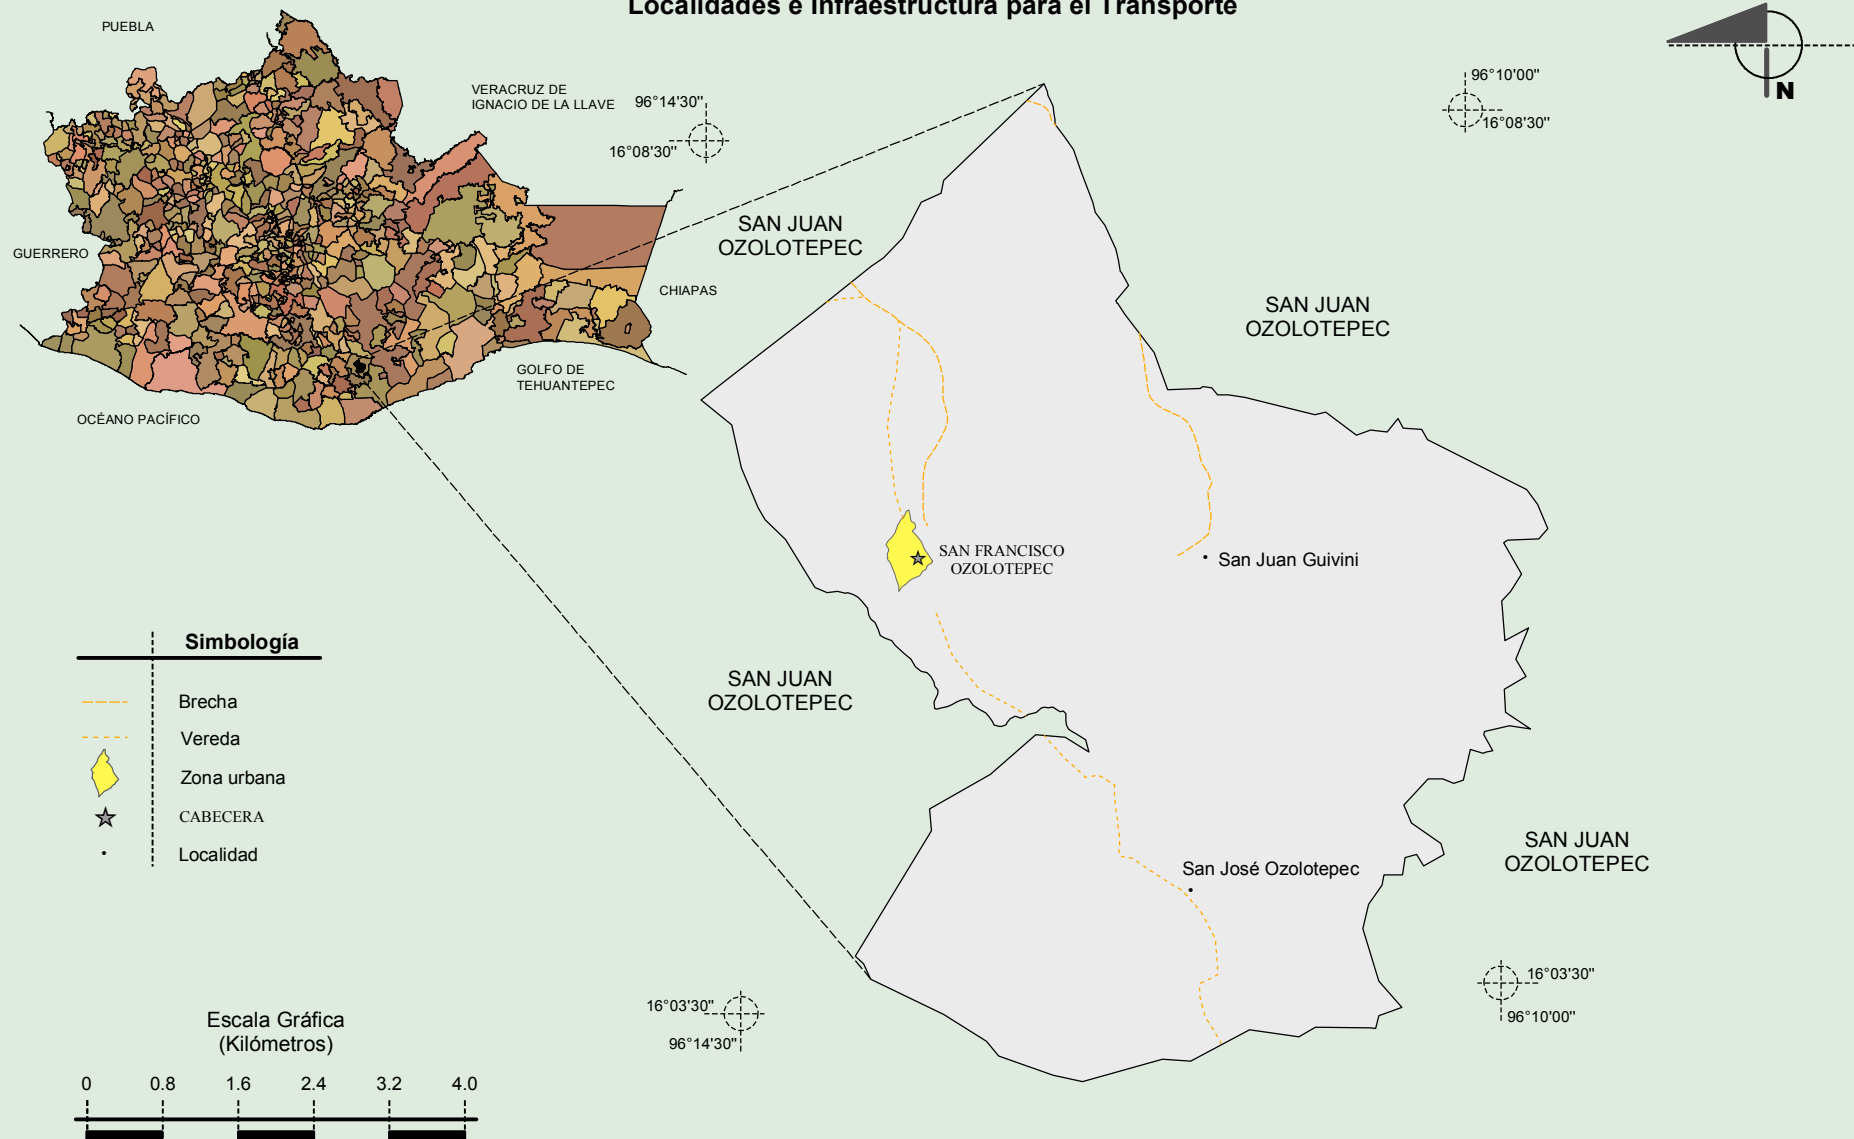 Localidades e Infraestructura para el Transporte
PUEBLA
VERACRUZ DE
IGNACIO DE LA LLAVE
96°14'30"
16°08'30"
96°10'00"
16°08'30"
N
GUERRERO
CHIAPAS
GOLFO DE
TEHUANTEPEC
OCÉANO PACÍFICO
SAN JUAN
OZOLOTEPEC
SAN JUAN
OZOLOTEPEC
SAN FRANCISCO
OZOLOTEPEC
San Juan Guivini
SAN JUAN
OZOLOTEPEC
San José Ozolotepec
SAN JUAN
OZOLOTEPEC
Simbología
Brecha
Vereda
Zona urbana
CABECERA
Localidad
16°03'30"
96°14'30"
16°03'30"
96°10'00"
Escala Gráfica
(Kilómetros)
0 0.8 1.6 2.4 3.2 4.0